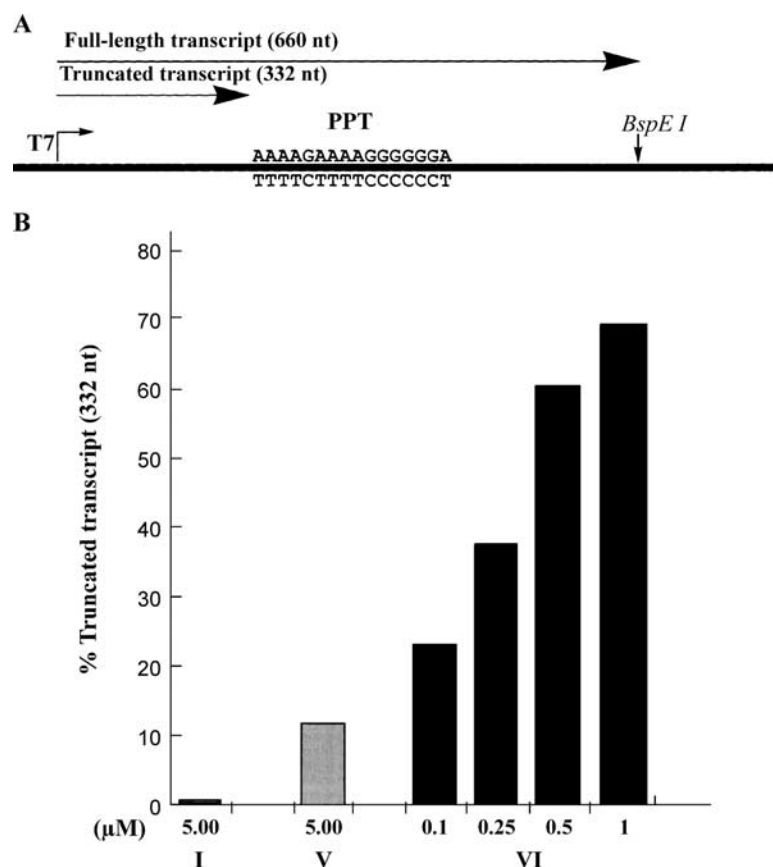 A
Full-length transcript (660 nt)
Truncated transcript (332 nt)
PPT
BspE I
T7
AAAAGAAAAGGGGGGA
TTTTCTTTTCCCCCCT
B
% Truncated transcript (332 nt)
80
70
60
50
40
30
20
10
0
(µM) 5.00 5.00 0.1 0.25 0.5 1
I V VI